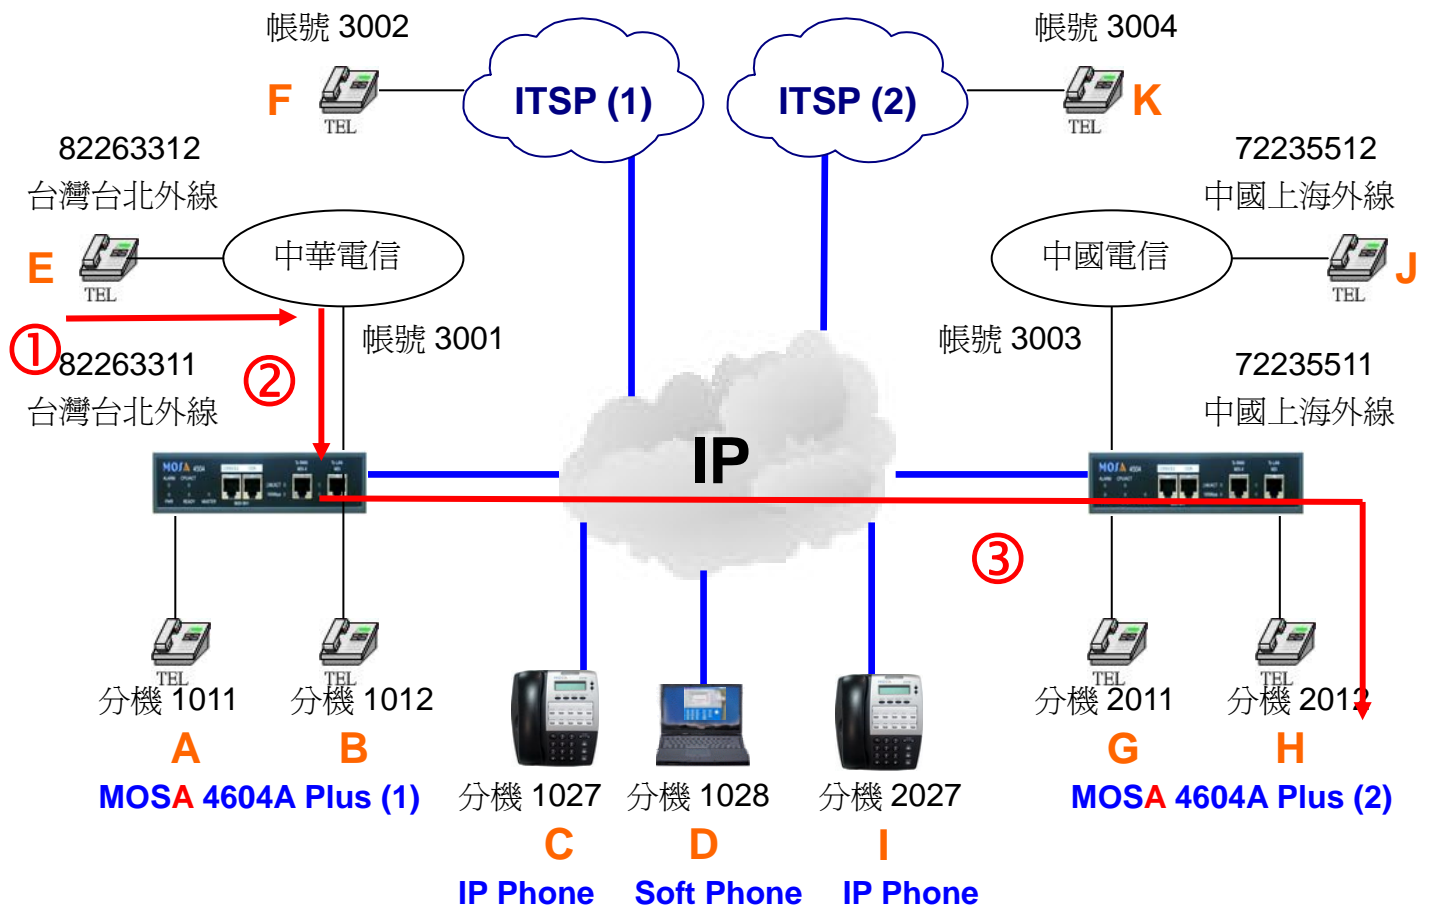 帳號 3002
帳號 3004
ITSP (1)
ITSP (2)
F
TEL
TEL
K
82263312
台灣台北外線
72235512
中國上海外線
中華電信
中國電信
E
TEL
J
TEL
①
帳號 3001
帳號 3003
②
82263311
台灣台北外線
72235511
中國上海外線
IP
MOSA 4504
MOSA 4504
③
TEL
TEL
TEL
TEL
分機 1011
分機 1012
分機 2011
分機 2012
A
B
G
H
MOSA 4604A Plus (1)
分機 1027
分機 1028
分機 2027
MOSA 4604A Plus (2)
C
D
I
IP Phone
Soft Phone
IP Phone